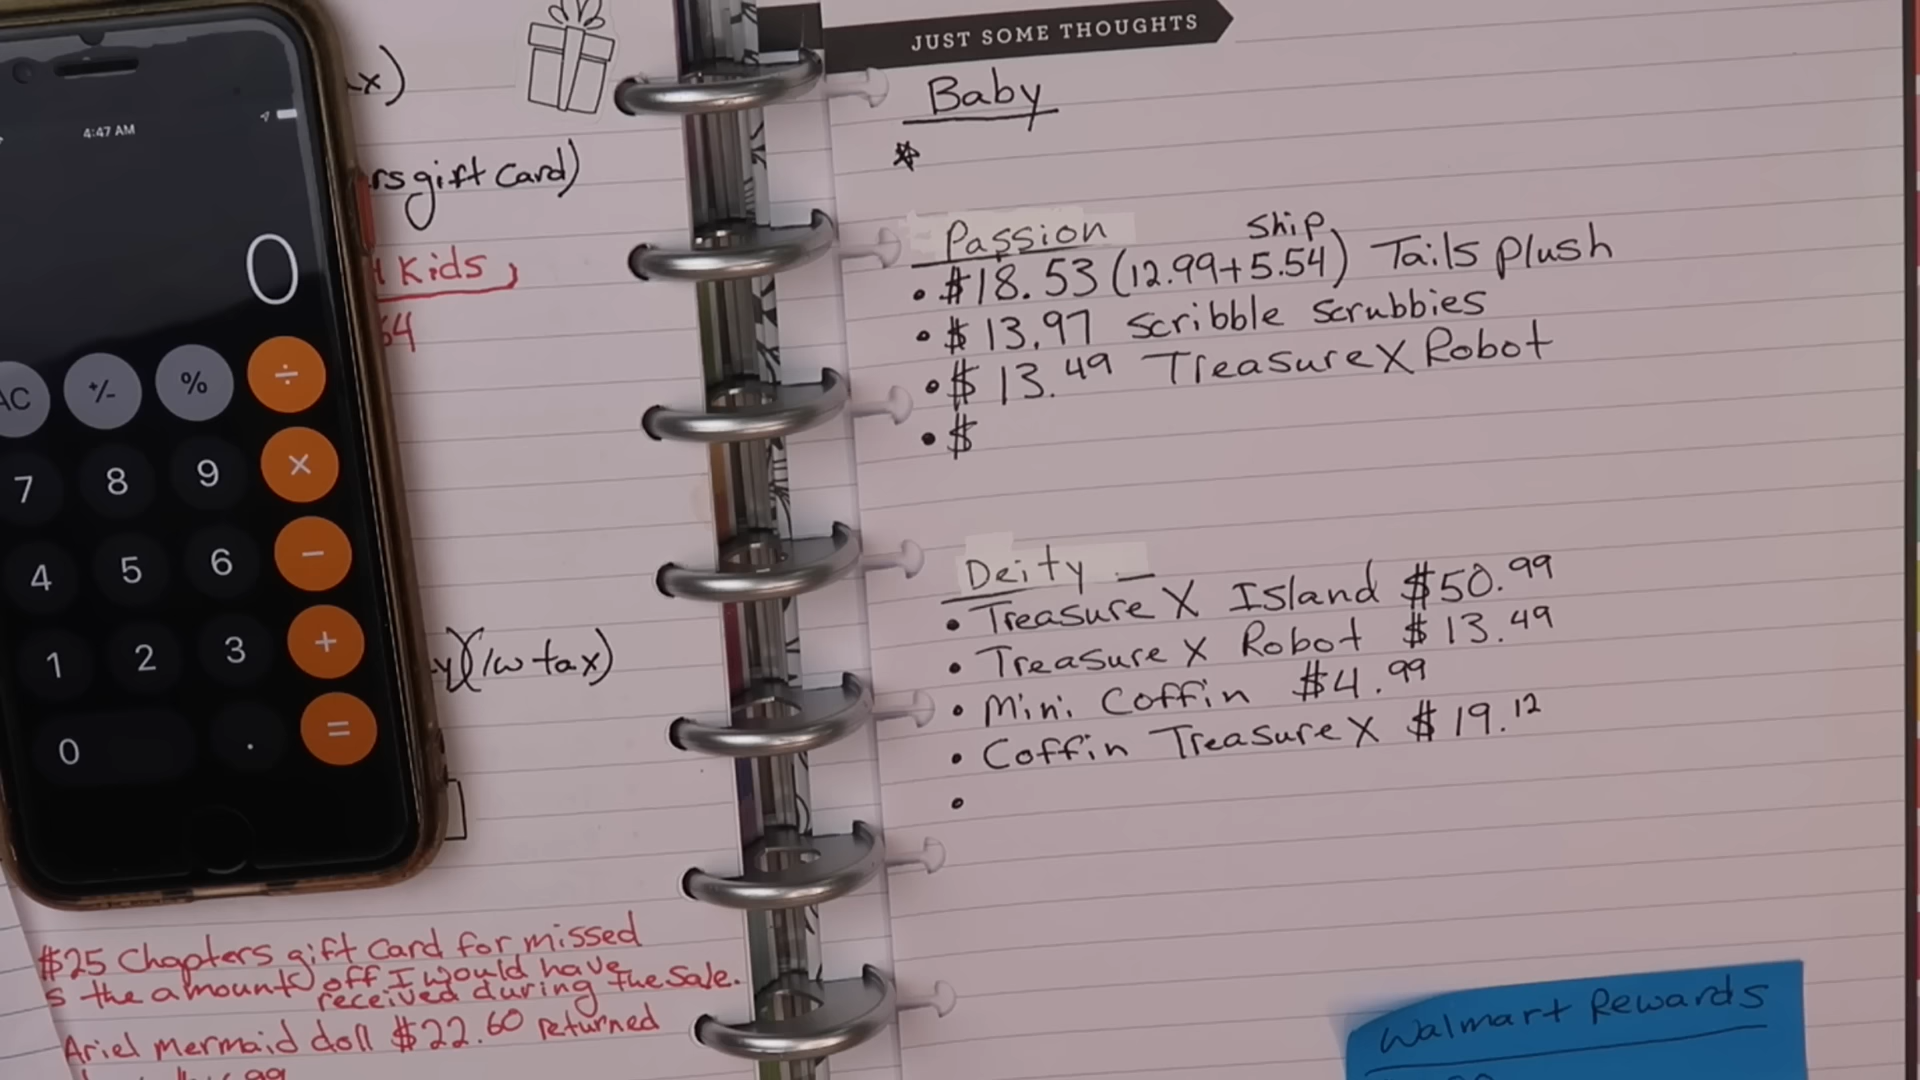 4:47 AM
0
AC +/- % ÷
7 8 9 ×
4 5 6 −
1 2 3 +
0 . =
x)
rs gift card)
Kids
64
y)(/w tax)
$25 Chapters gift card for missed
s the amount off I would have
received during the sale.
Ariel mermaid doll $22.60 returned
.99
JUST SOME THOUGHTS
Baby
Passion
ship
• $18.53 (12.99+5.54) Tails plush
• $13.97 scribble scrubbies
• $13.49 Treasure X Robot
• $
Deity -
• Treasure X Island $50.99
• Treasure X Robot $13.49
• Mini Coffin $4.99
• Coffin Treasure X $19.12
•
Walmart Rewards